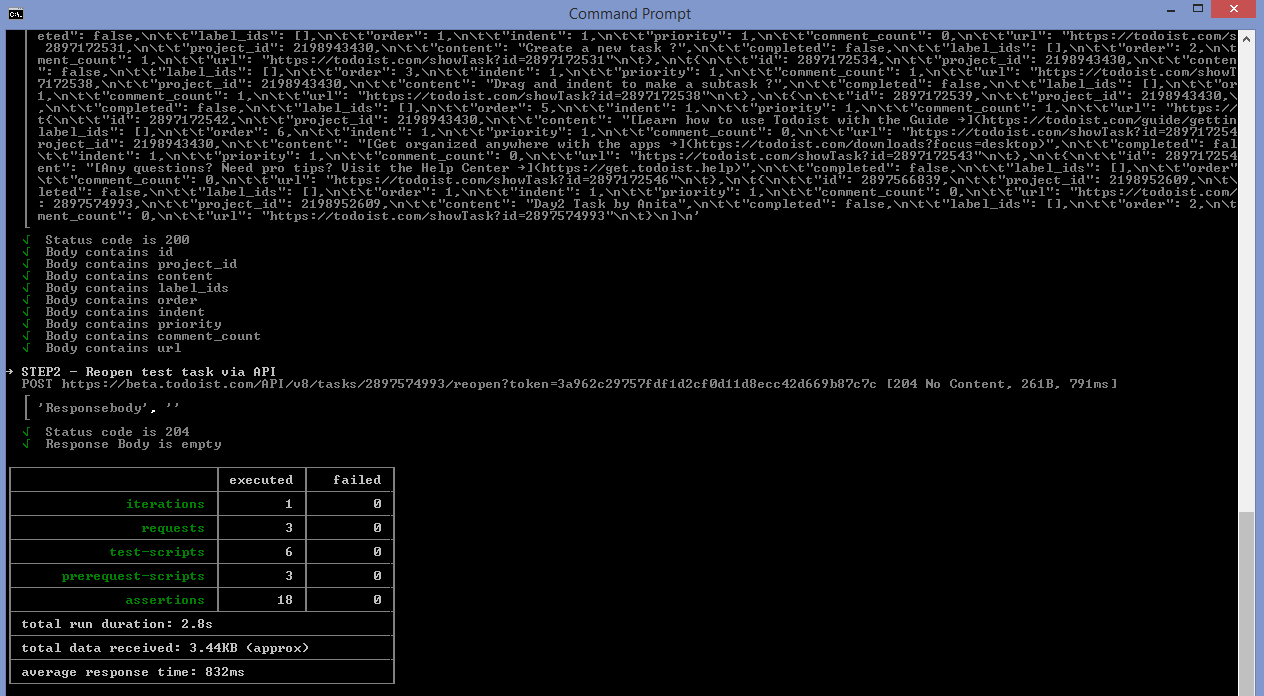 Command Prompt
eted": false,\n\t\t"label_ids": [],\n\t\t"order": 1,\n\t\t"indent": 1,\n\t\t"priority": 1,\n\t\t"comment_count": 0,\n\t\t"url": "https://todoist.com/s
2897172531,\n\t\t"project_id": 2198943430,\n\t\t"content": "Create a new task ?",\n\t\t"completed": false,\n\t\t"label_ids": [],\n\t\t"order": 2,\n\t
ment_count": 1,\n\t\t"url": "https://todoist.com/showTask?id=2897172531"\n\t},\n\t{\n\t\t"id": 2897172534,\n\t\t"project_id": 2198943430,\n\t\t"conten
": false,\n\t\t"label_ids": [],\n\t\t"order": 3,\n\t\t"indent": 1,\n\t\t"priority": 1,\n\t\t"comment_count": 1,\n\t\t"url": "https://todoist.com/showT
7172538,\n\t\t"project_id": 2198943430,\n\t\t"content": "Drag and indent to make a subtask ?",\n\t\t"completed": false,\n\t\t"label_ids": [],\n\t\t"or
1,\n\t\t"comment_count": 1,\n\t\t"url": "https://todoist.com/showTask?id=2897172538"\n\t},\n\t{\n\t\t"id": 2897172539,\n\t\t"project_id": 2198943430,\
,\n\t\t"completed": false,\n\t\t"label_ids": [],\n\t\t"order": 5,\n\t\t"indent": 1,\n\t\t"priority": 1,\n\t\t"comment_count": 1,\n\t\t"url": "https://
t{\n\t\t"id": 2897172542,\n\t\t"project_id": 2198943430,\n\t\t"content": "[Learn how to use Todoist with the Guide →](https://todoist.com/guide/gettin
label_ids": [],\n\t\t"order": 6,\n\t\t"indent": 1,\n\t\t"priority": 1,\n\t\t"comment_count": 0,\n\t\t"url": "https://todoist.com/showTask?id=289717254
roject_id": 2198943430,\n\t\t"content": "[Get organized anywhere with the apps →](https://todoist.com/downloads?focus=desktop)",\n\t\t"completed": fal
\t\t"indent": 1,\n\t\t"priority": 1,\n\t\t"comment_count": 0,\n\t\t"url": "https://todoist.com/showTask?id=2897172543"\n\t},\n\t{\n\t\t"id": 289717254
ent": "[Any questions? Need pro tips? Visit the Help Center →](https://get.todoist.help)",\n\t\t"completed": false,\n\t\t"label_ids": [],\n\t\t"order"
\t\t"comment_count": 0,\n\t\t"url": "https://todoist.com/showTask?id=2897172546"\n\t},\n\t{\n\t\t"id": 2897566839,\n\t\t"project_id": 2198952609,\n\t\
leted": false,\n\t\t"label_ids": [],\n\t\t"order": 1,\n\t\t"indent": 1,\n\t\t"priority": 1,\n\t\t"comment_count": 0,\n\t\t"url": "https://todoist.com/
: 2897574993,\n\t\t"project_id": 2198952609,\n\t\t"content": "Day2 Task by Anita",\n\t\t"completed": false,\n\t\t"label_ids": [],\n\t\t"order": 2,\n\t
ment_count": 0,\n\t\t"url": "https://todoist.com/showTask?id=2897574993"\n\t}\n]\n'
√ Status code is 200
√ Body contains id
√ Body contains project_id
√ Body contains content
√ Body contains label_ids
√ Body contains order
√ Body contains indent
√ Body contains priority
√ Body contains comment_count
√ Body contains url
→ STEP2 - Reopen test task via API
POST https://beta.todoist.com/API/v8/tasks/2897574993/reopen?token=3a962c29757fdf1d2cf0d11d8ecc42d669b87c7c [204 No Content, 261B, 791ms]
'Responsebody', ''
√ Status code is 204
√ Response Body is empty
executed failed
iterations 1 0
requests 3 0
test-scripts 6 0
prerequest-scripts 3 0
assertions 18 0
total run duration: 2.8s
total data received: 3.44KB (approx)
average response time: 832ms